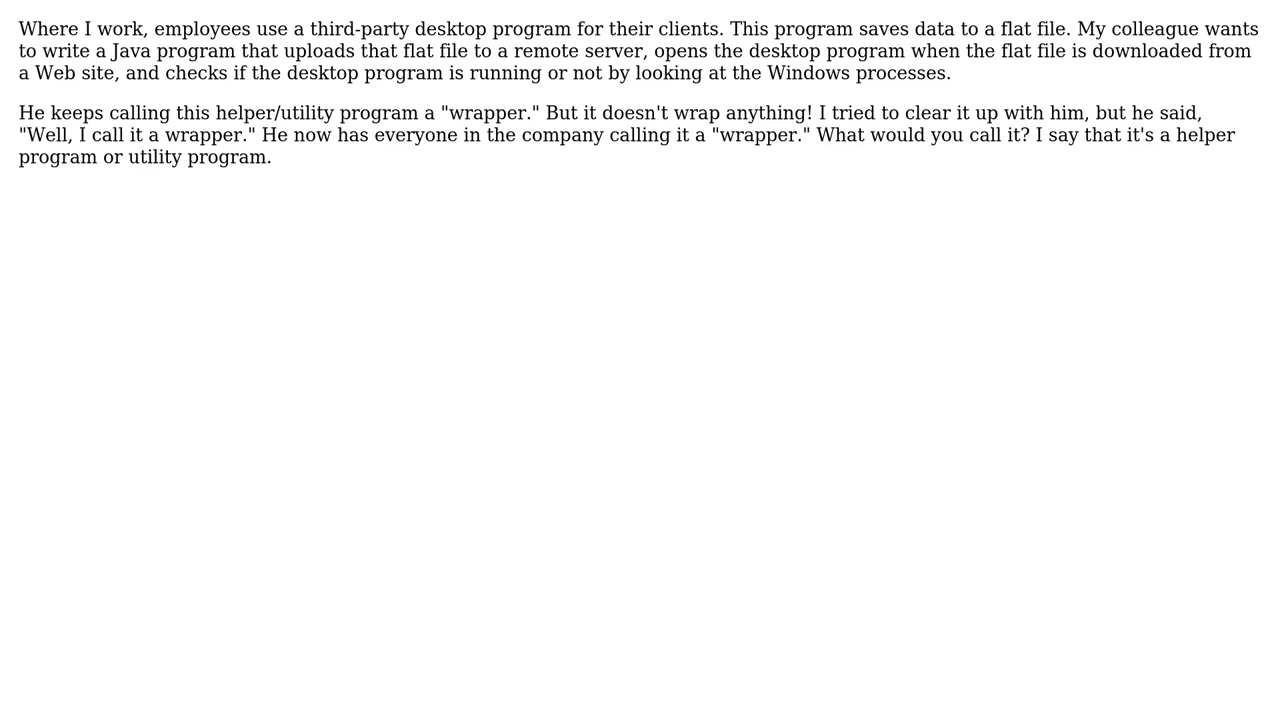 Where I work, employees use a third-party desktop program for their clients. This program saves data to a flat file. My colleague wants
to write a Java program that uploads that flat file to a remote server, opens the desktop program when the flat file is downloaded from
a Web site, and checks if the desktop program is running or not by looking at the Windows processes.
He keeps calling this helper/utility program a "wrapper." But it doesn't wrap anything! I tried to clear it up with him, but he said,
"Well, I call it a wrapper." He now has everyone in the company calling it a "wrapper." What would you call it? I say that it's a helper
program or utility program.